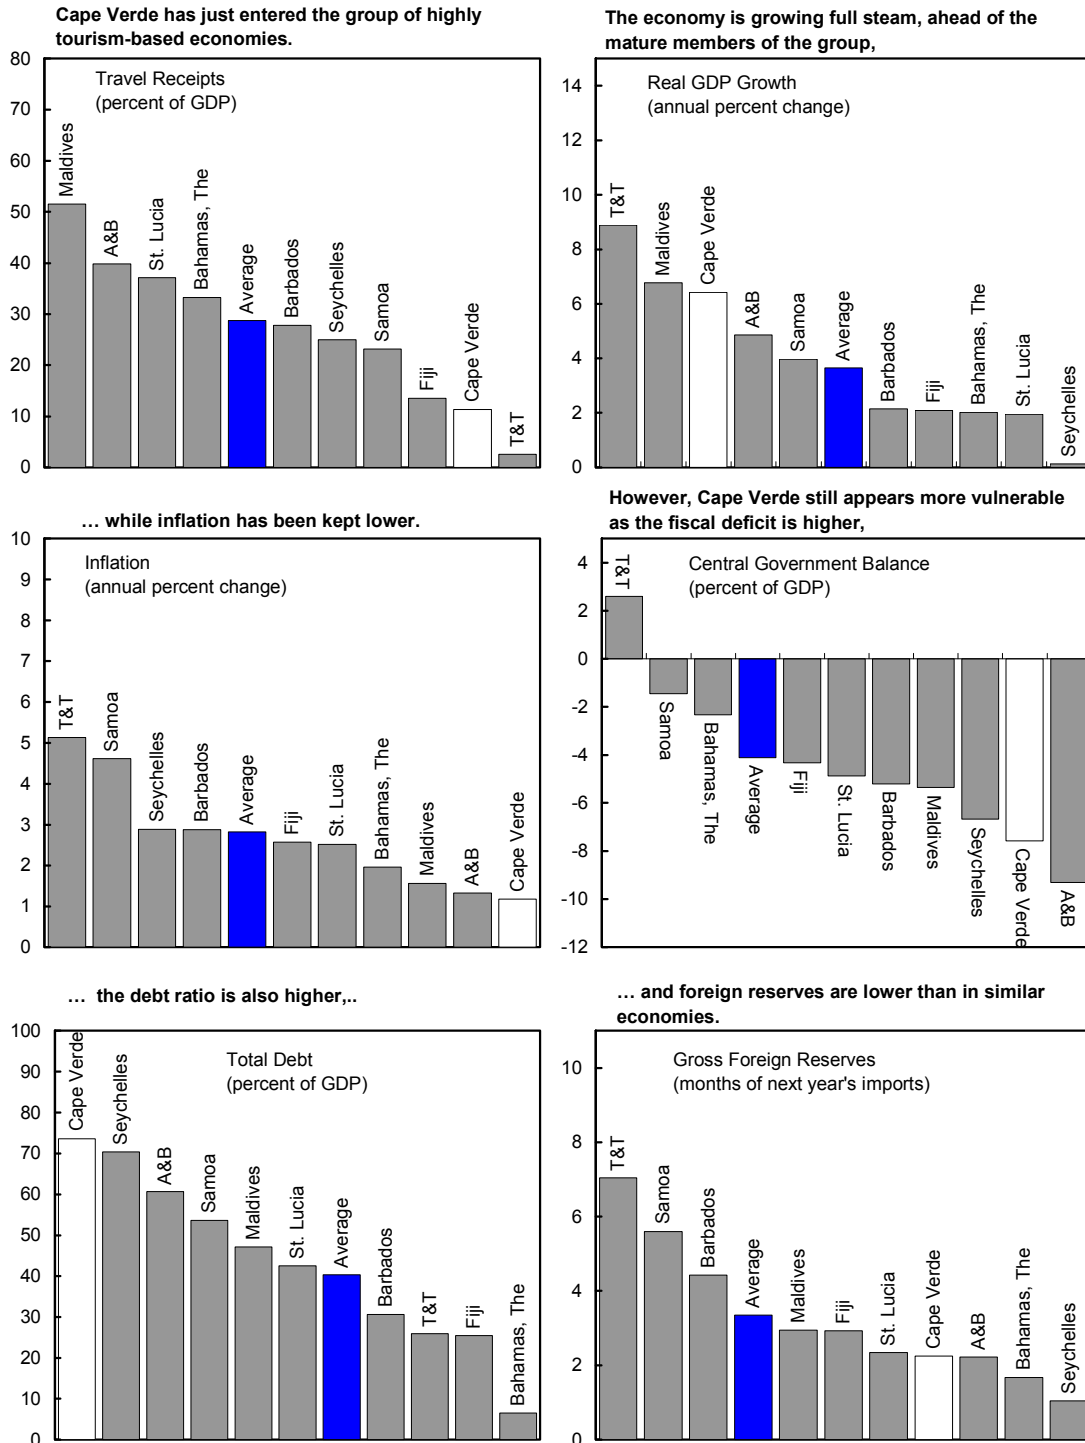 Cape Verde has just entered the group of highly
tourism-based economies.
80
70
60
50
40
30
20
10
0
Travel Receipts
(percent of GDP)
Maldives
A&B
St. Lucia
Bahamas, The
Average
Barbados
Seychelles
Samoa
Fiji
Cape Verde
T&T
The economy is growing full steam, ahead of the
mature members of the group,
14
12
10
8
6
4
2
0
Real GDP Growth
(annual percent change)
T&T
Maldives
Cape Verde
A&B
Samoa
Average
Barbados
Fiji
Bahamas, The
St. Lucia
Seychelles
… while inflation has been kept lower.
10
9
8
7
6
5
4
3
2
1
0
Inflation
(annual percent change)
T&T
Samoa
Seychelles
Barbados
Average
Fiji
St. Lucia
Bahamas, The
Maldives
A&B
Cape Verde
However, Cape Verde still appears more vulnerable
as the fiscal deficit is higher,
4
2
0
-2
-4
-6
-8
-10
-12
Central Government Balance
(percent of GDP)
T&T
Samoa
Bahamas, The
Average
Fiji
St. Lucia
Barbados
Maldives
Seychelles
Cape Verde
A&B
… the debt ratio is also higher,..
100
90
80
70
60
50
40
30
20
10
0
Total Debt
(percent of GDP)
Cape Verde
Seychelles
A&B
Samoa
Maldives
St. Lucia
Average
Barbados
T&T
Fiji
Bahamas, The
… and foreign reserves are lower than in similar
economies.
10
8
6
4
2
0
Gross Foreign Reserves
(months of next year's imports)
T&T
Samoa
Barbados
Average
Maldives
Fiji
St. Lucia
Cape Verde
A&B
Bahamas, The
Seychelles